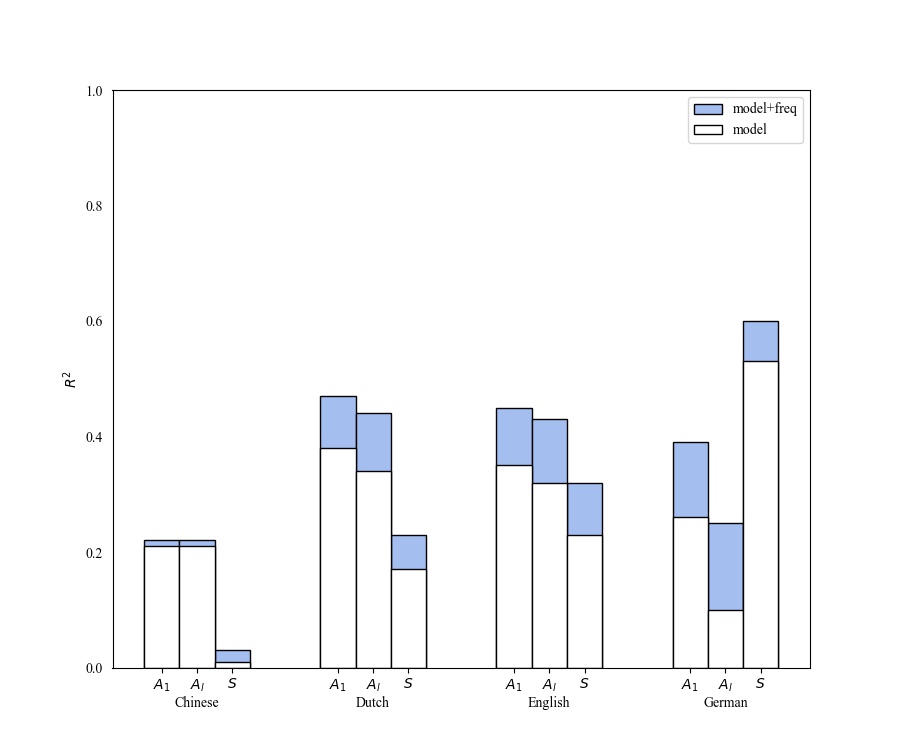 1.0
model+freq
model
0.8
0.6
R²
0.4
0.2
0.0
A₁ Aₗ S A₁ Aₗ S A₁ Aₗ S A₁ Aₗ S
Chinese Dutch English German